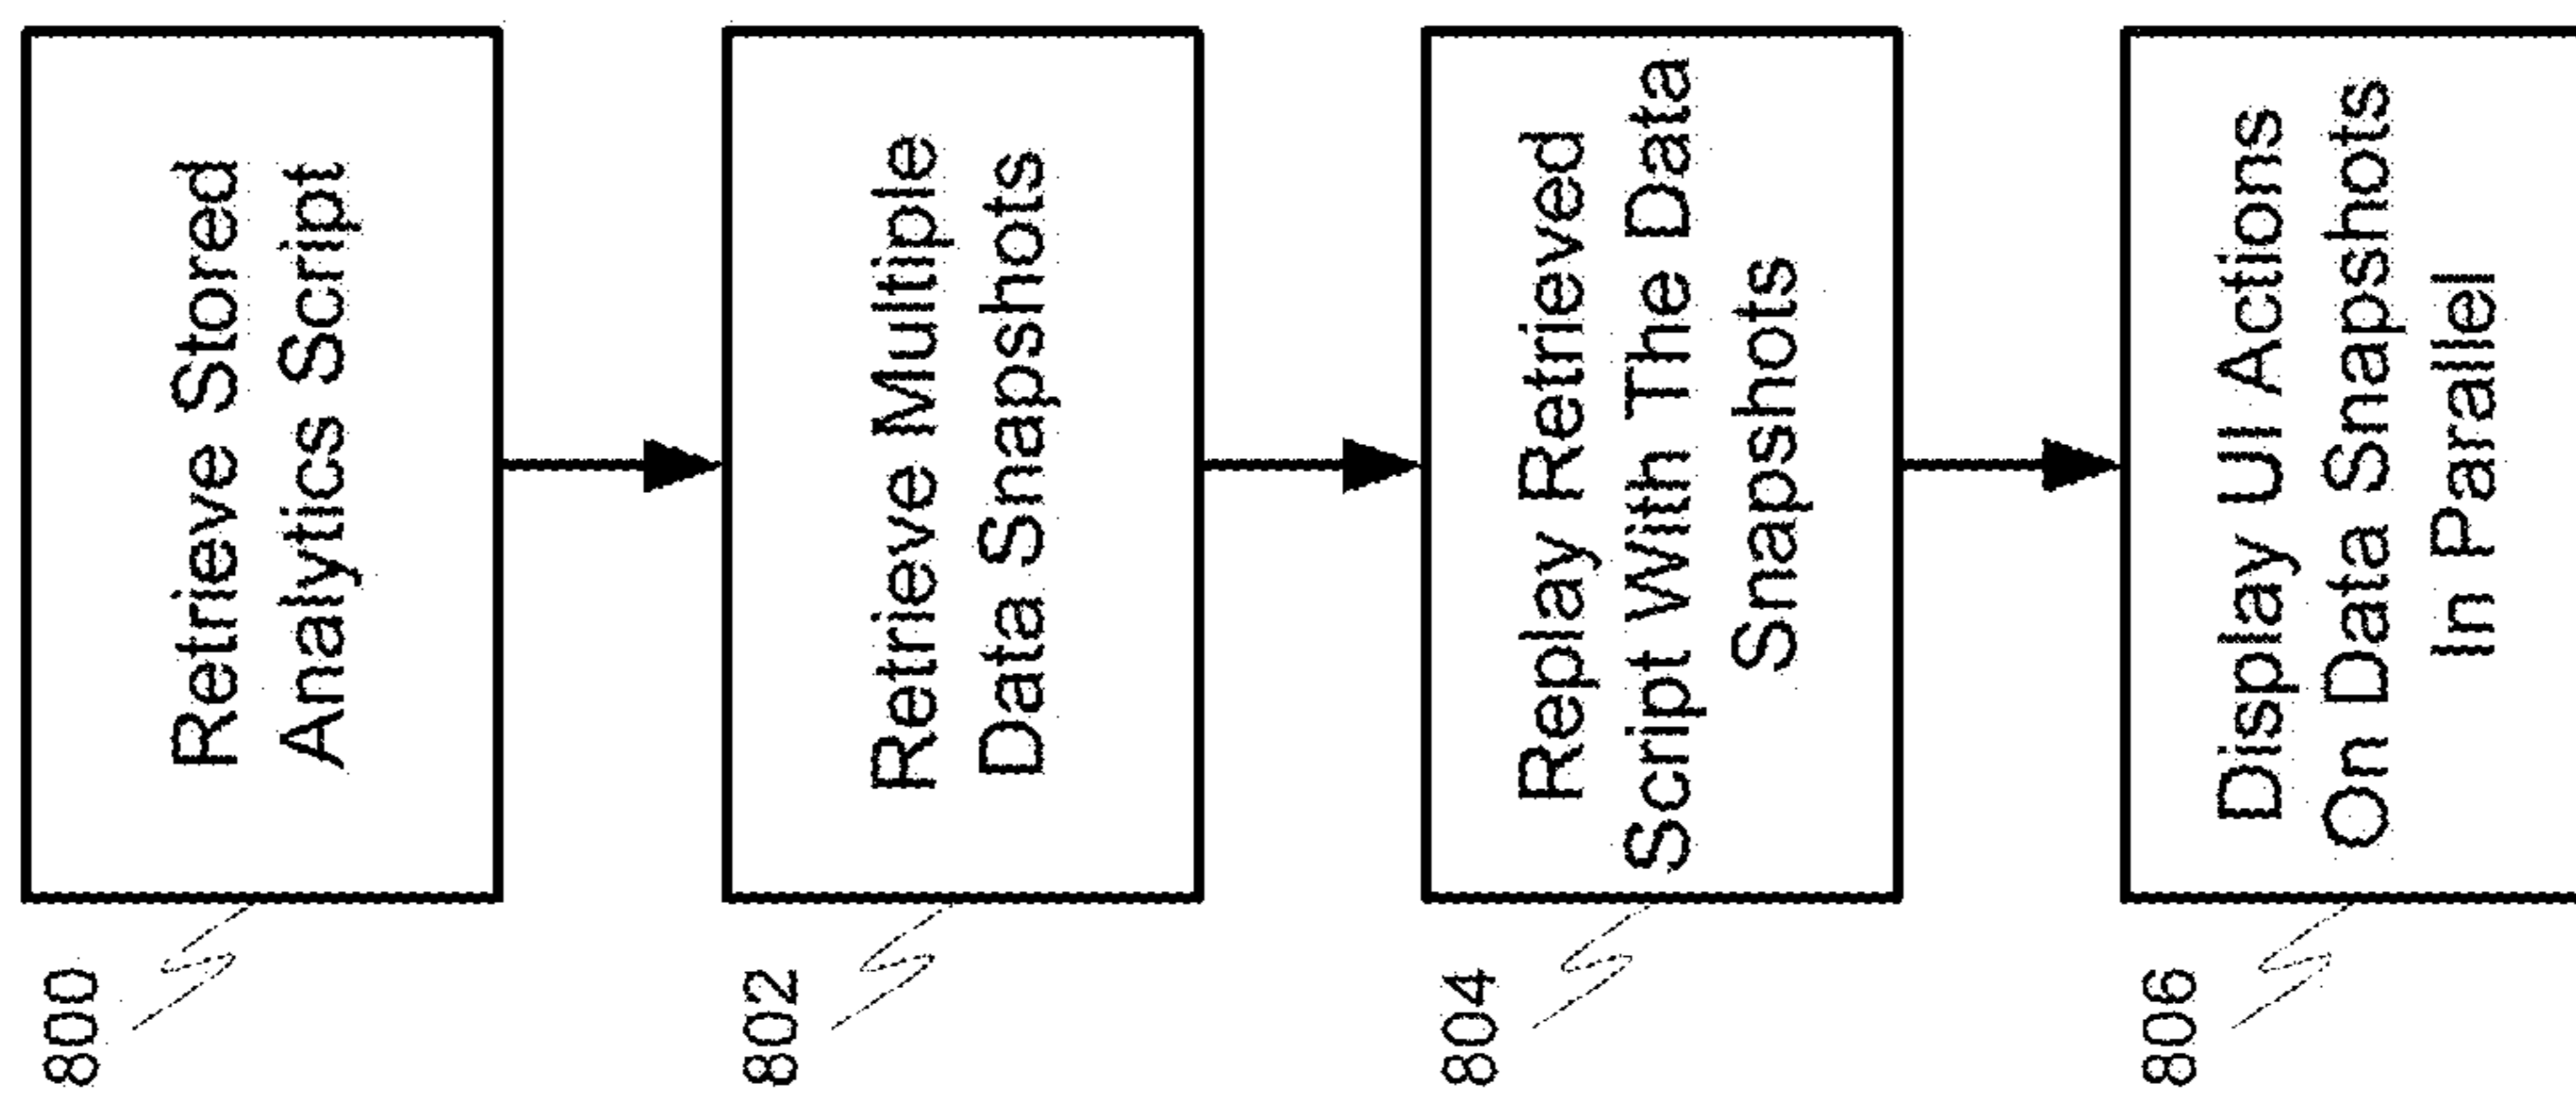 800
Retrieve Stored
Analytics Script
802
Retrieve Multiple
Data Snapshots
804
Replay Retrieved
Script With The Data
Snapshots
806
Display UI Actions
On Data Snapshots
In Parallel